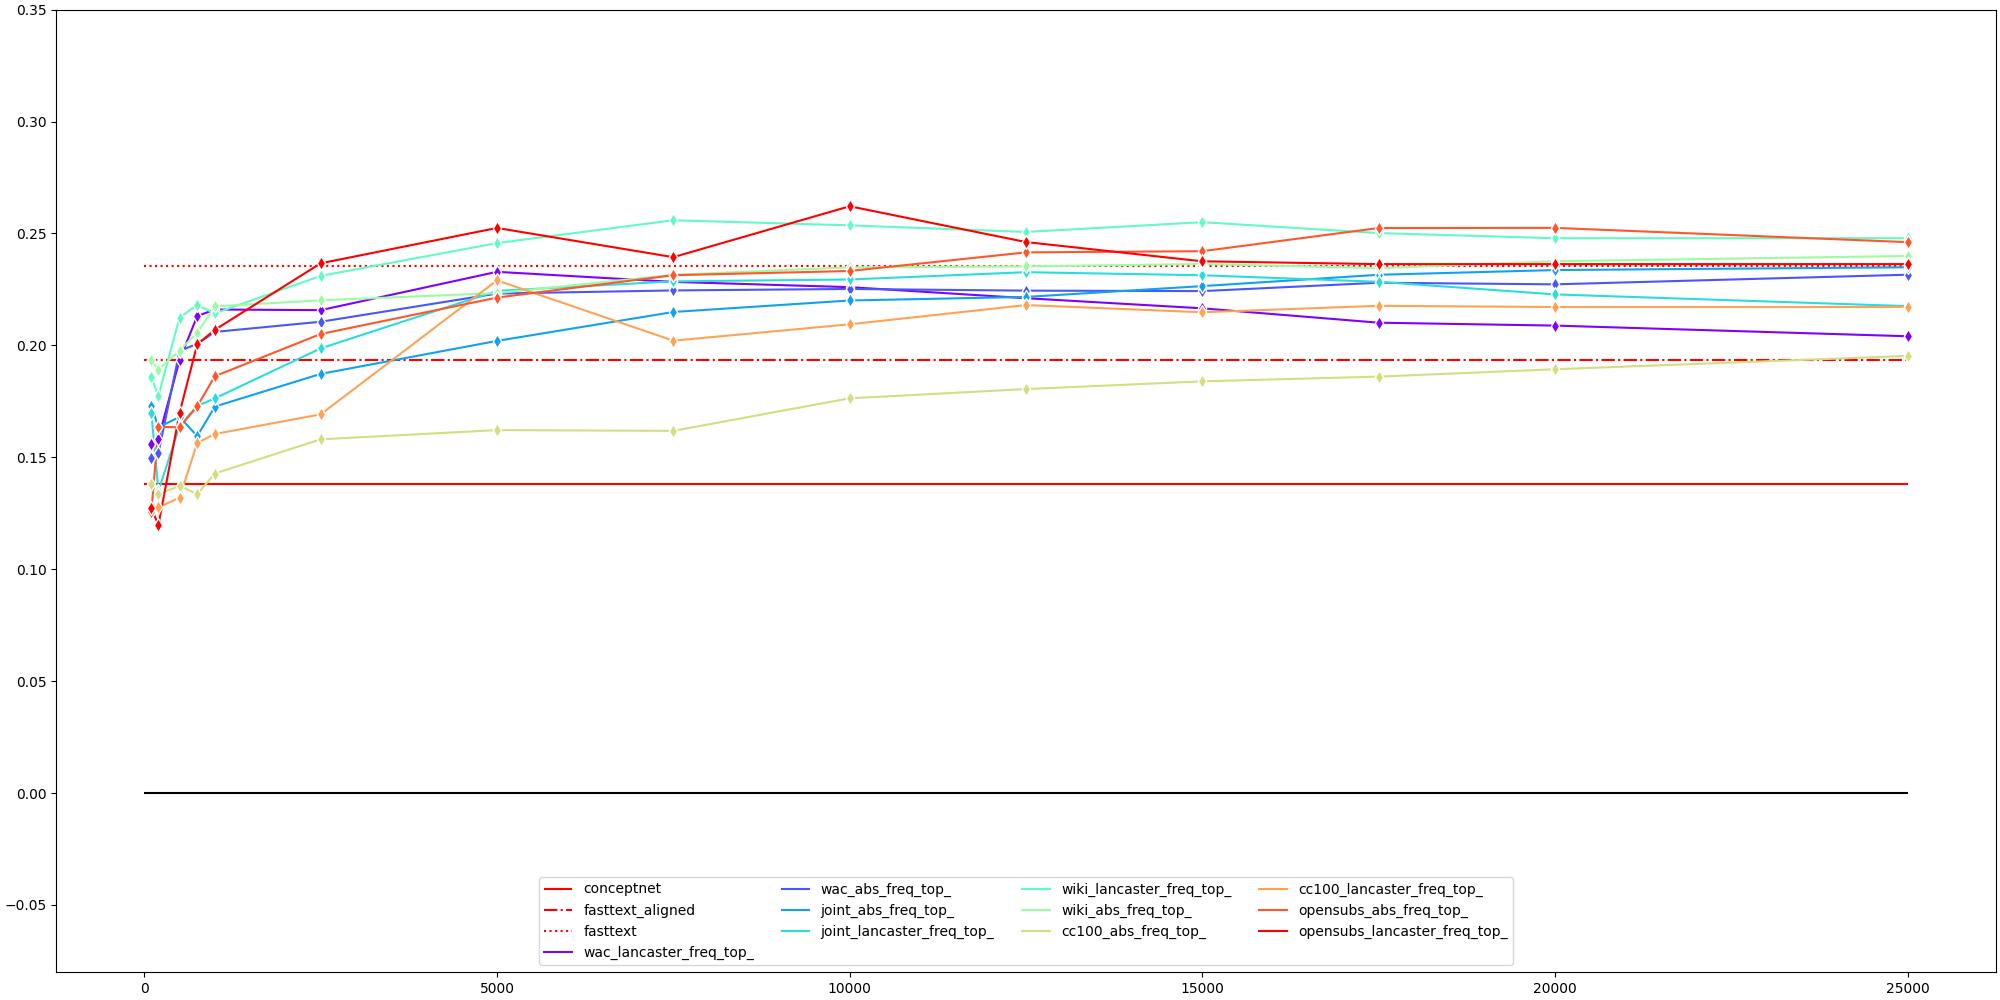 0.35
0.30
0.25
0.20
0.15
0.10
0.05
0.00
−0.05
0 5000 10000 15000 20000 25000
conceptnet
fasttext_aligned
fasttext
wac_lancaster_freq_top_
wac_abs_freq_top_
joint_abs_freq_top_
joint_lancaster_freq_top_
wiki_lancaster_freq_top_
wiki_abs_freq_top_
cc100_abs_freq_top_
cc100_lancaster_freq_top_
opensubs_abs_freq_top_
opensubs_lancaster_freq_top_